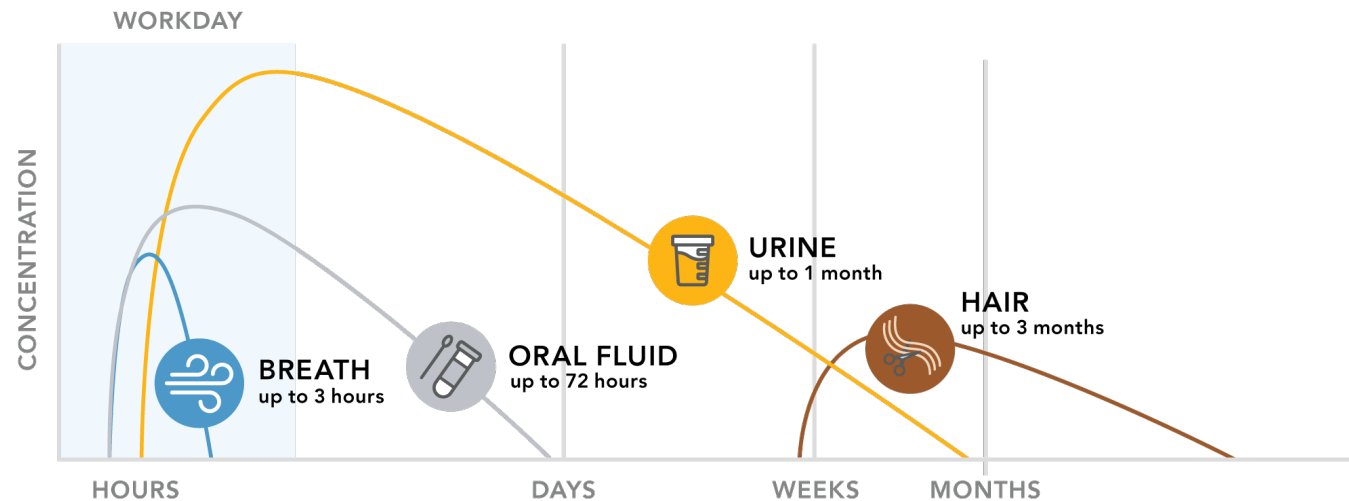 WORKDAY
CONCENTRATION
URINE
up to 1 month
HAIR
up to 3 months
ORAL FLUID
up to 72 hours
BREATH
up to 3 hours
HOURS
DAYS
WEEKS
MONTHS